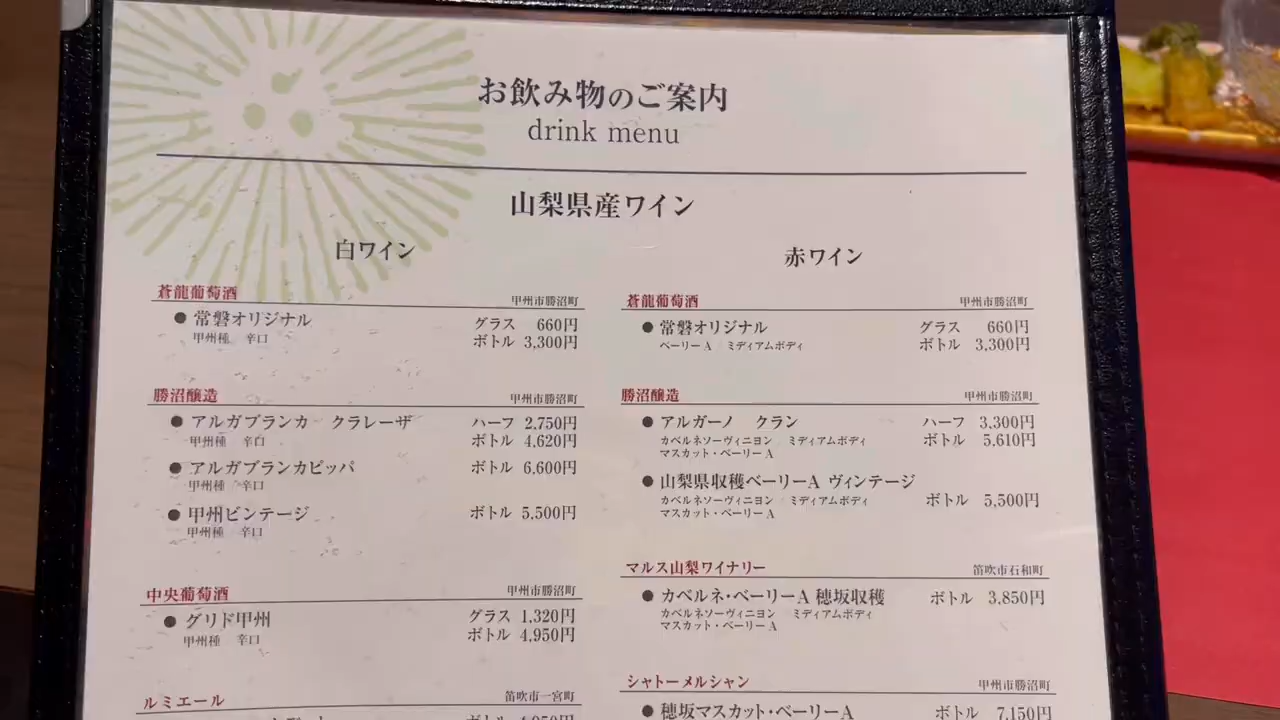 お飲み物のご案内
drink menu
山梨県産ワイン
白ワイン
蒼龍葡萄酒 甲州市勝沼町
● 常磐オリジナル グラス 660円
甲州種 辛口 ボトル 3,300円
勝沼醸造 甲州市勝沼町
● アルガブランカ クラレーザ ハーフ 2,750円
甲州種 辛口 ボトル 4,620円
● アルガブランカピッパ ボトル 6,600円
甲州種 辛口
● 甲州ビンテージ ボトル 5,500円
甲州種 辛口
中央葡萄酒 甲州市勝沼町
● グリド甲州 グラス 1,320円
甲州種 辛口 ボトル 4,950円
ルミエール 笛吹市一宮町
赤ワイン
蒼龍葡萄酒 甲州市勝沼町
● 常磐オリジナル グラス 660円
ベーリーA ミディアムボディ ボトル 3,300円
勝沼醸造 甲州市勝沼町
● アルガーノ クラン ハーフ 3,300円
カベルネソーヴィニヨン ミディアムボディ ボトル 5,610円
マスカット・ベーリーA
● 山梨県収穫ベーリーA ヴィンテージ
カベルネソーヴィニヨン ミディアムボディ ボトル 5,500円
マスカット・ベーリーA
マルス山梨ワイナリー 笛吹市石和町
● カベルネ・ベーリーA 穂坂収穫 ボトル 3,850円
カベルネソーヴィニヨン ミディアムボディ
マスカット・ベーリーA
シャトーメルシャン 甲州市勝沼町
● 穂坂マスカット・ベーリーA ボトル 7,150円